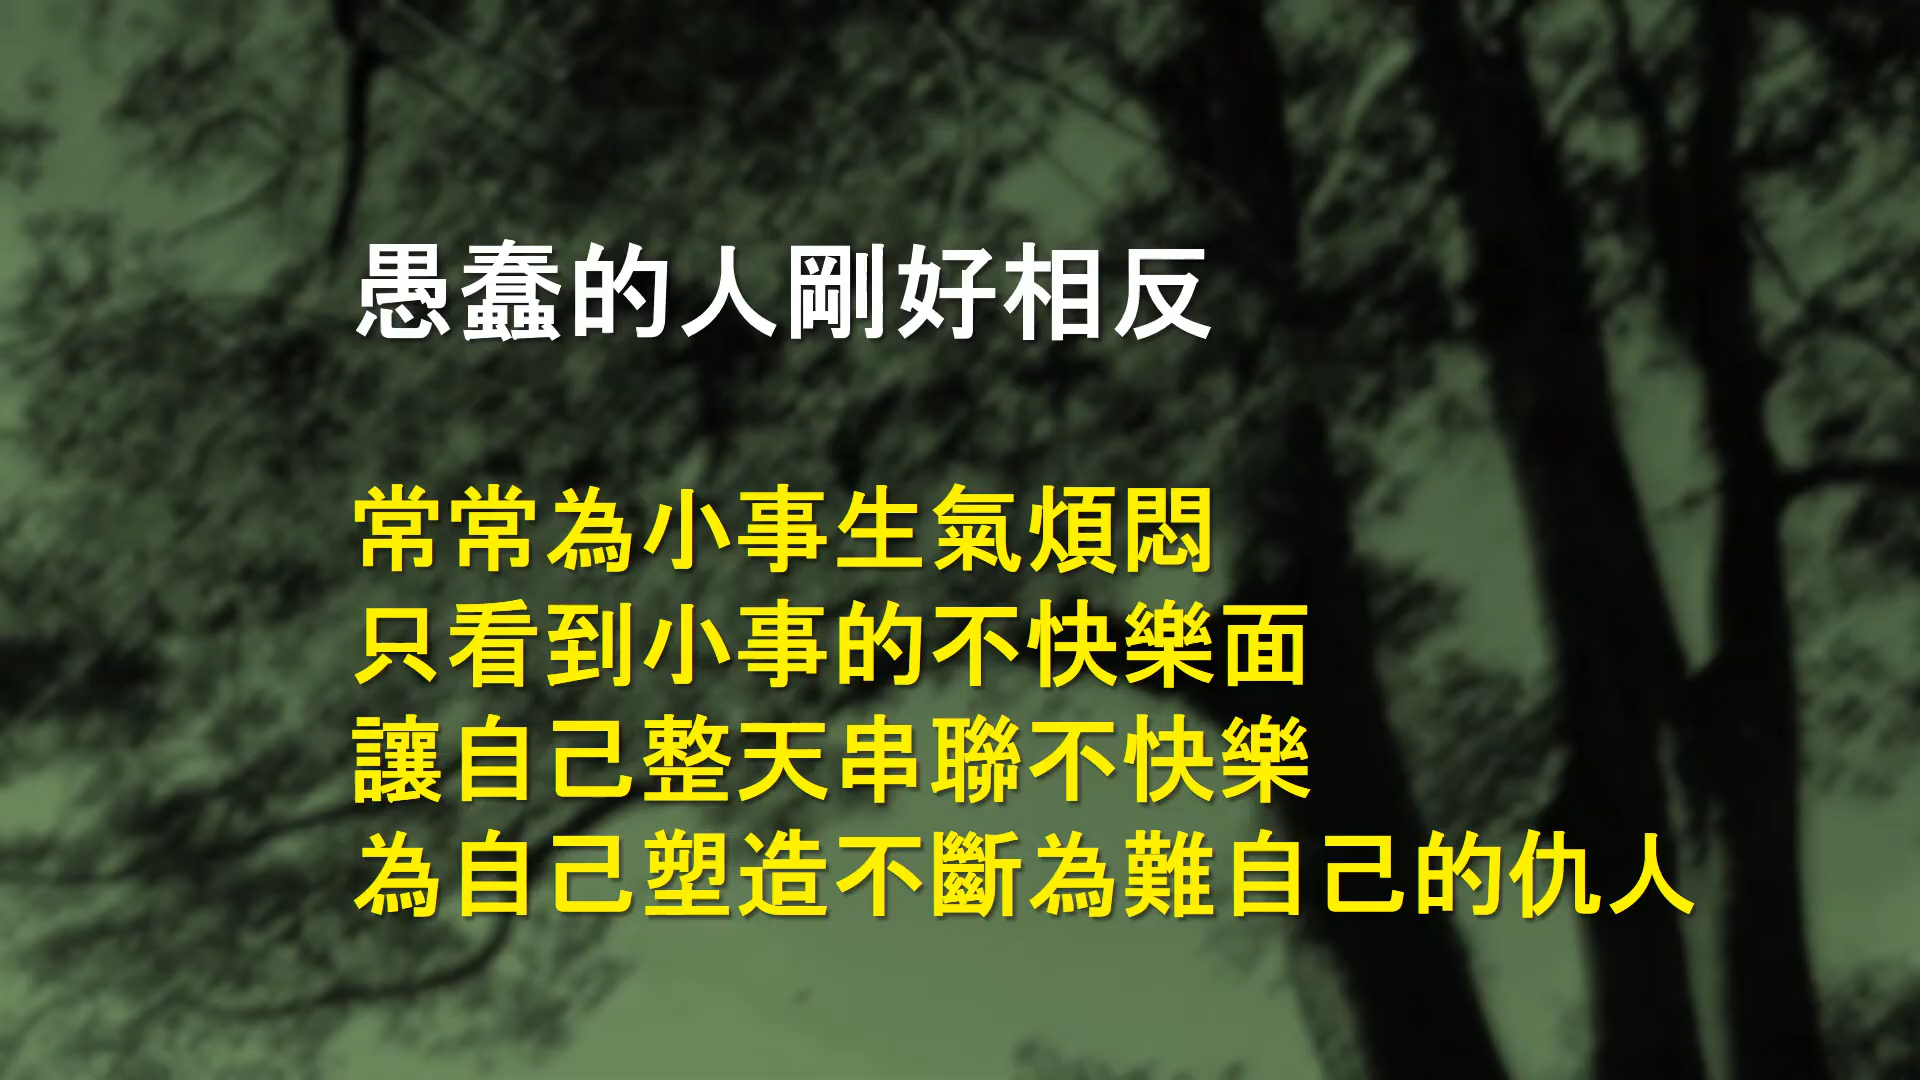 愚蠢的人剛好相反
常常為小事生氣煩悶
只看到小事的不快樂面
讓自己整天串聯不快樂
為自己塑造不斷為難自己的仇人